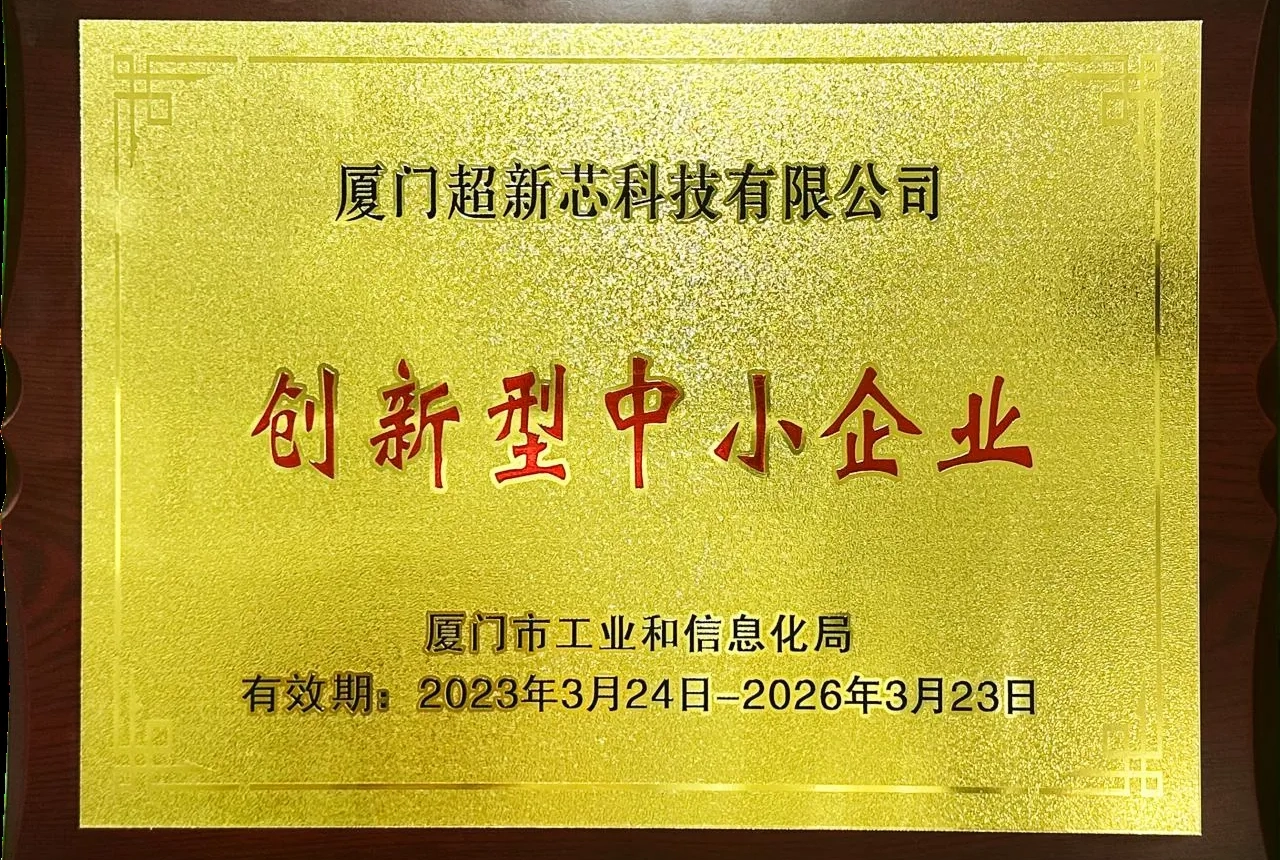 厦门超新芯科技有限公司
创新型中小企业
厦门市工业和信息化局
有效期：2023年3月24日-2026年3月23日